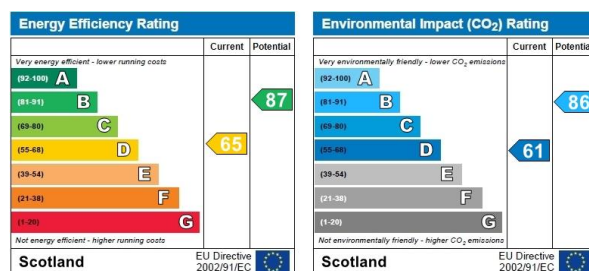 Energy Efficiency Rating
Current Potential
Very energy efficient - lower running costs
(92-100) A
(81-91) B
(69-80) C
(55-68) D
(39-54) E
(21-38) F
(1-20) G
65
87
Not energy efficient - higher running costs
Scotland
EU Directive
2002/91/EC
Environmental Impact (CO₂) Rating
Current Potentia
Very environmentally friendly - lower CO₂ emissions
(92-100) A
(81-91) B
(69-80) C
(55-68) D
(39-54) E
(21-38) F
(1-20) G
61
86
Not environmentally friendly - higher CO₂ emissions
Scotland
EU Directive
2002/91/EC